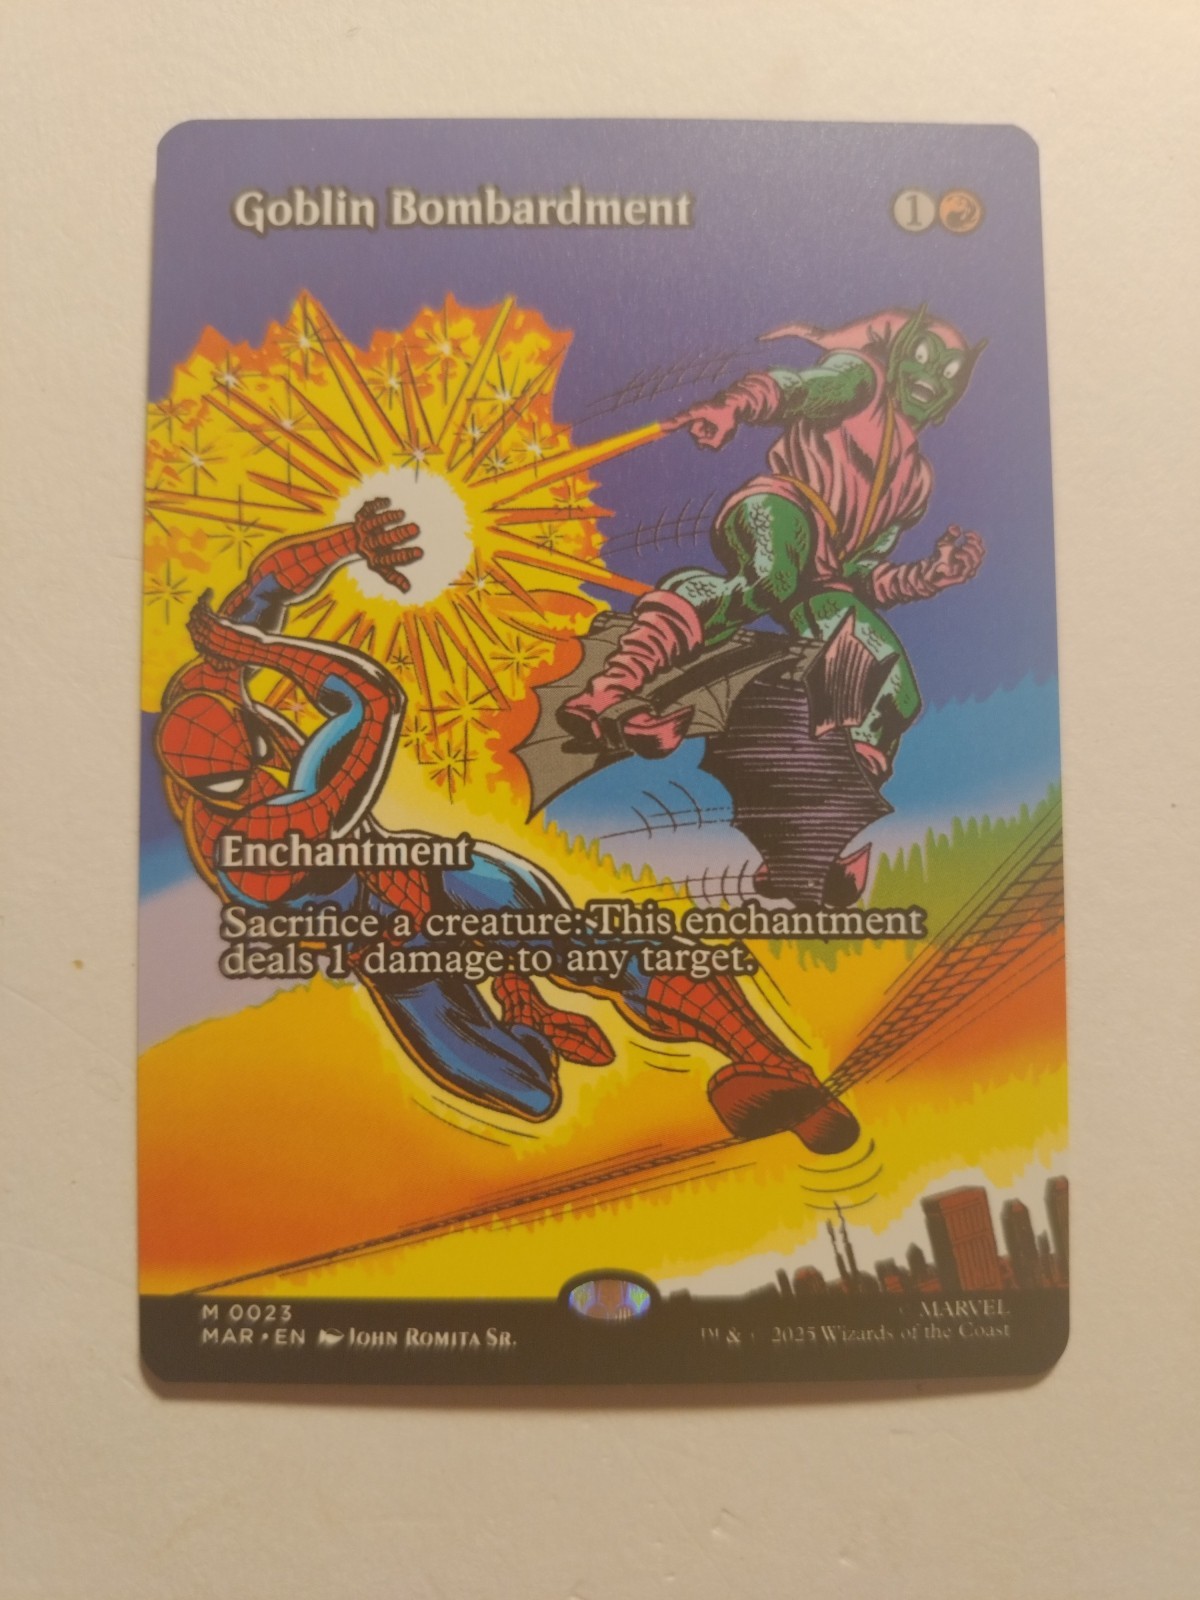 Goblin Bombardment 1
Enchantment
Sacrifice a creature: This enchantment
deals 1 damage to any target.
M 0023
MAR • EN JOHN ROMITA SR.
© MARVEL
™ & © 2025 Wizards of the Coast